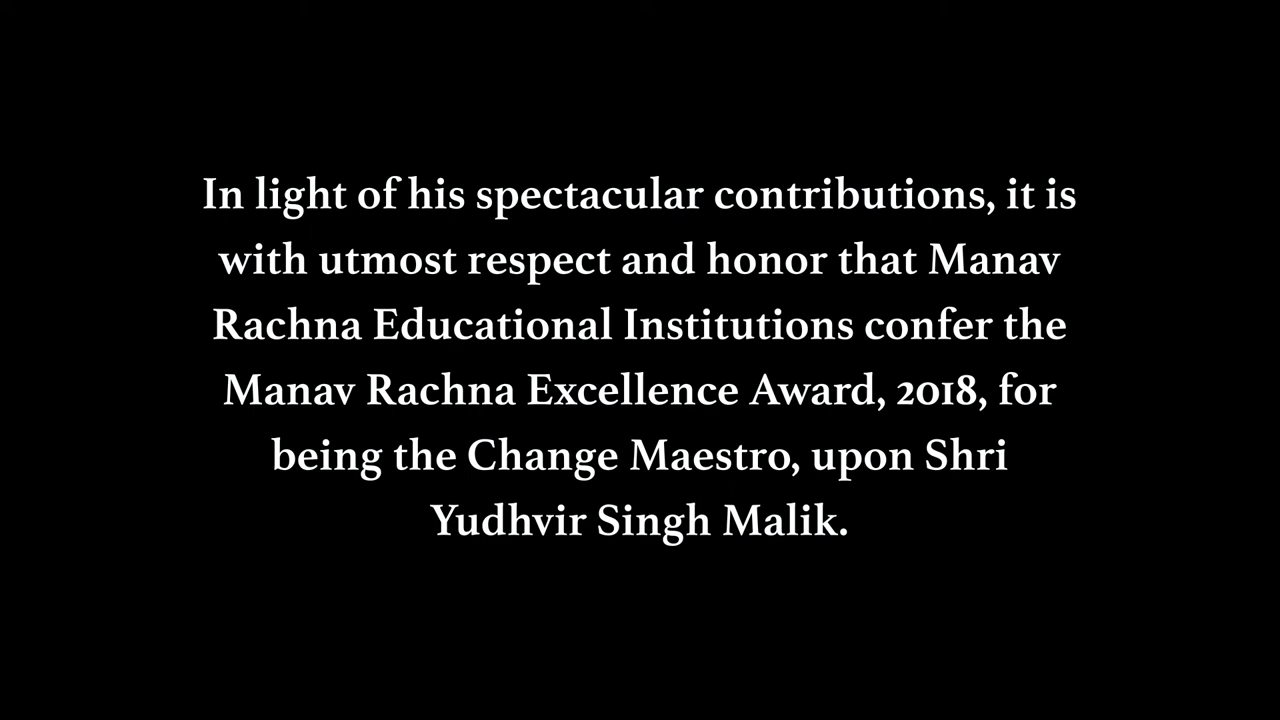 In light of his spectacular contributions, it is
with utmost respect and honor that Manav
Rachna Educational Institutions confer the
Manav Rachna Excellence Award, 2018, for
being the Change Maestro, upon Shri
Yudhvir Singh Malik.